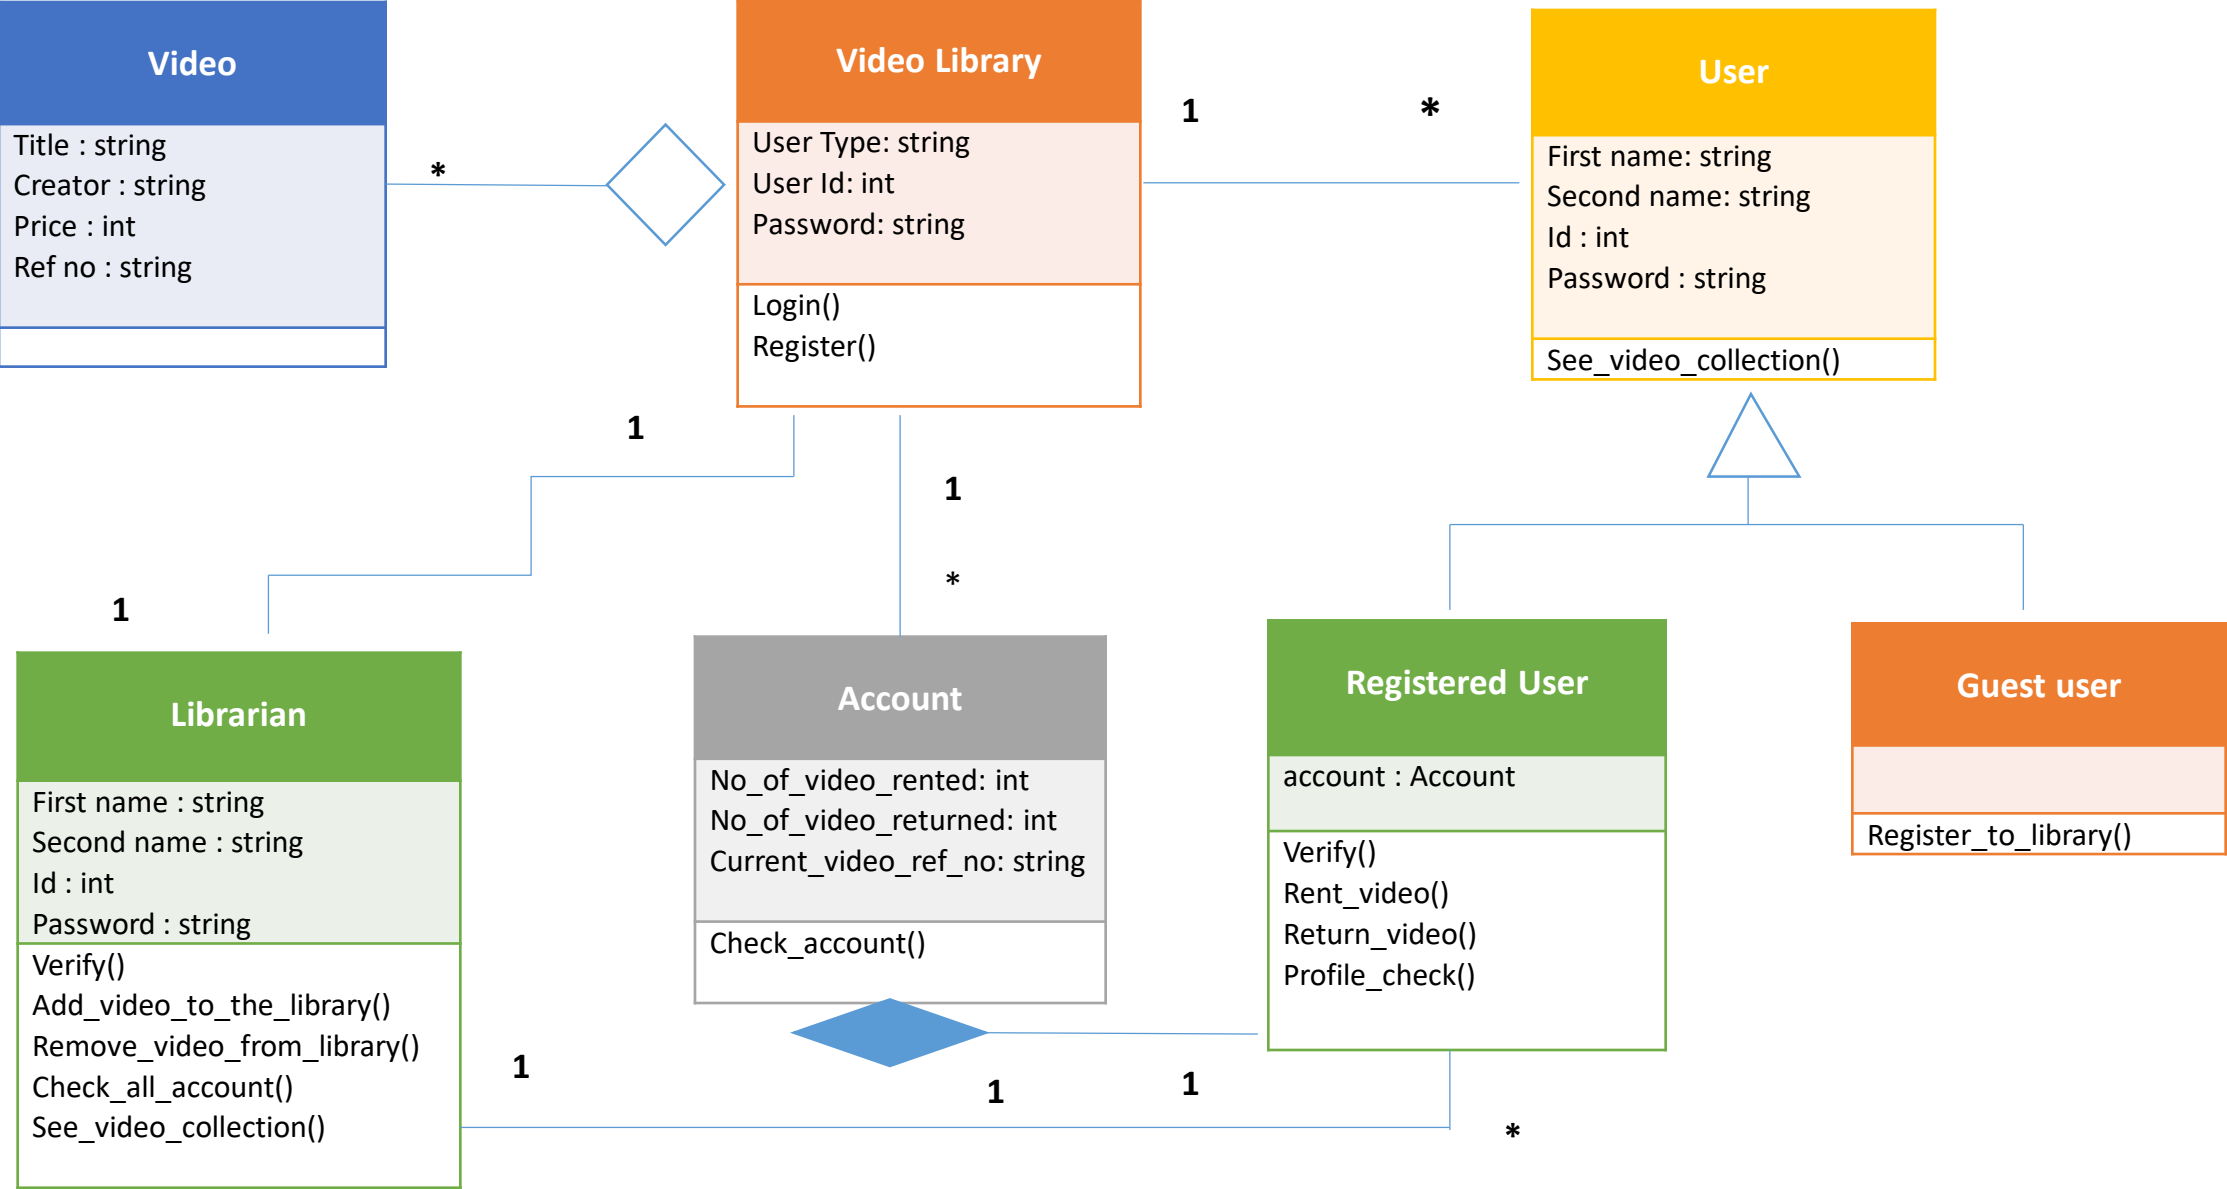 Video
Title : string
Creator : string
Price : int
Ref no : string
*
Video Library
User Type: string
User Id: int
Password: string
Login()
Register()
1
*
User
First name: string
Second name: string
Id : int
Password : string
See_video_collection()
1
1
1
*
Librarian
First name : string
Second name : string
Id : int
Password : string
Verify()
Add_video_to_the_library()
Remove_video_from_library()
Check_all_account()
See_video_collection()
Account
No_of_video_rented: int
No_of_video_returned: int
Current_video_ref_no: string
Check_account()
Registered User
account : Account
Verify()
Rent_video()
Return_video()
Profile_check()
Guest user
Register_to_library()
1
1
1
*